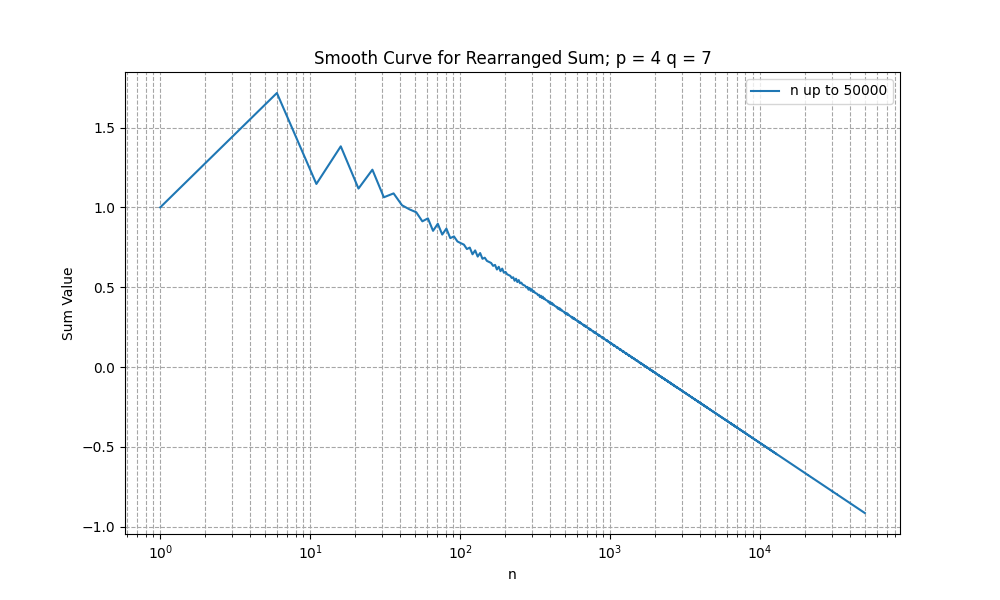 Smooth Curve for Rearranged Sum; p = 4 q = 7
n up to 50000
Sum Value
1.5
1.0
0.5
0.0
−0.5
−1.0
10⁰ 10¹ 10² 10³ 10⁴
n